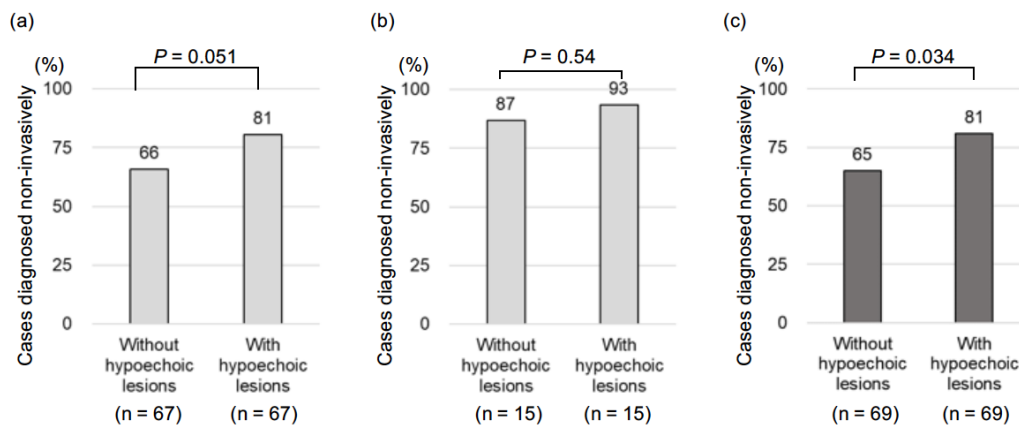 (a)
P = 0.051
(%)
Cases diagnosed non-invasively
100
75
50
25
0
66
81
Without
hypoechoic
lesions
(n = 67)
With
hypoechoic
lesions
(n = 67)
(b)
P = 0.54
(%)
Cases diagnosed non-invasively
100
75
50
25
0
87
93
Without
hypoechoic
lesions
(n = 15)
With
hypoechoic
lesions
(n = 15)
(c)
P = 0.034
(%)
Cases diagnosed non-invasively
100
75
50
25
0
65
81
Without
hypoechoic
lesions
(n = 69)
With
hypoechoic
lesions
(n = 69)